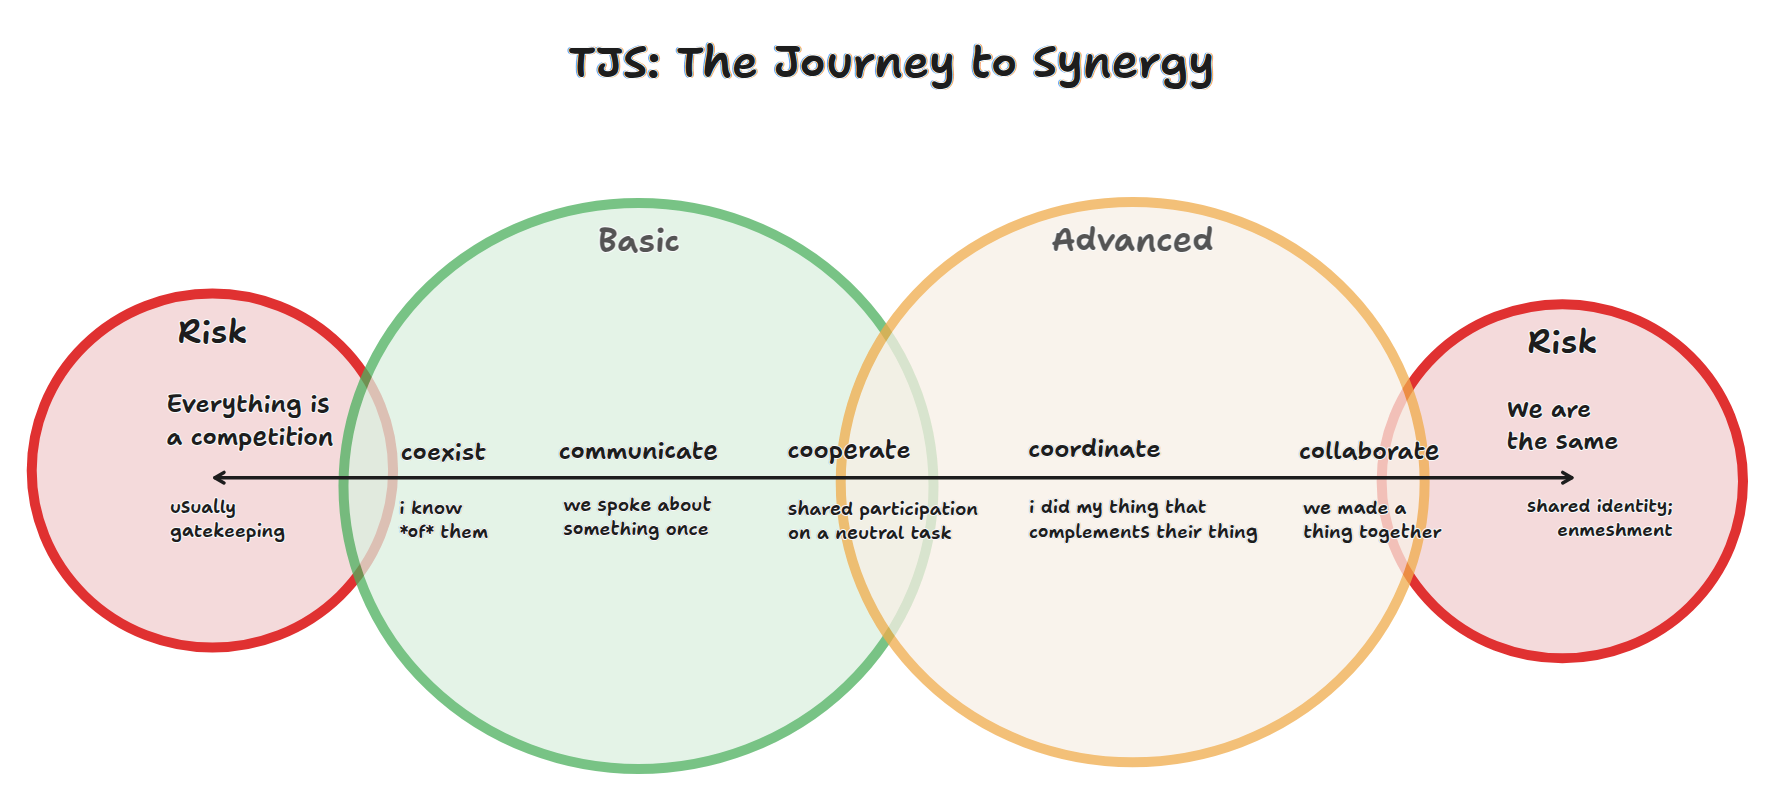 TJS: The Journey to Synergy
Basic
Advanced
Risk
Risk
Everything is
a competition
We are
the same
coexist
communicate
cooperate
coordinate
collaborate
usually
gatekeeping
i know
*of* them
we spoke about
something once
shared participation
on a neutral task
i did my thing that
complements their thing
we made a
thing together
shared identity;
enmeshment